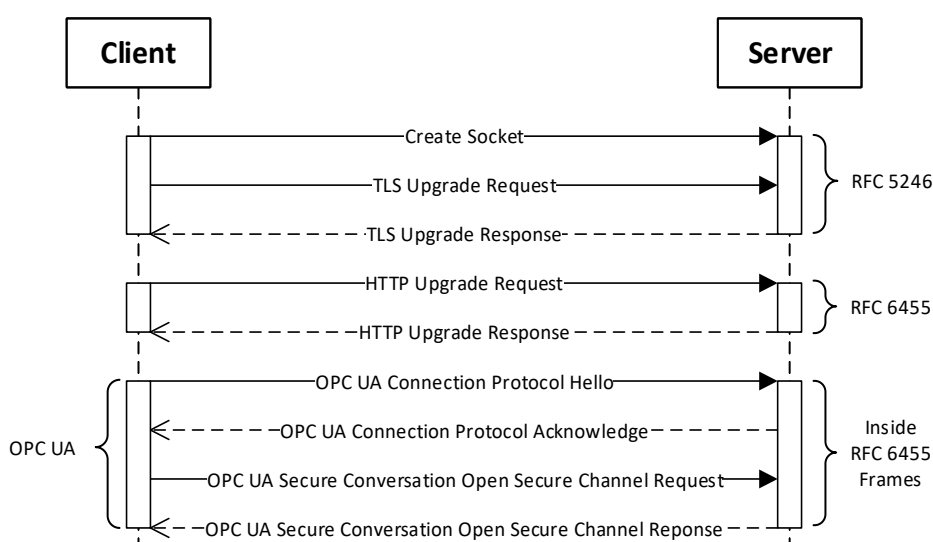 Client
Server
Create Socket
TLS Upgrade Request
RFC 5246
TLS Upgrade Response
HTTP Upgrade Request
RFC 6455
HTTP Upgrade Response
OPC UA Connection Protocol Hello
OPC UA Connection Protocol Acknowledge
OPC UA
Inside
RFC 6455
Frames
OPC UA Secure Conversation Open Secure Channel Request
OPC UA Secure Conversation Open Secure Channel Reponse